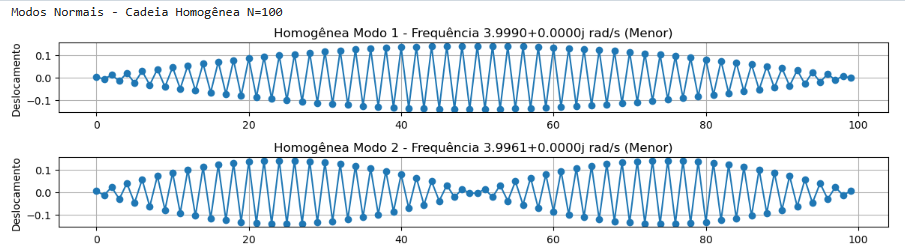 Modos Normais - Cadeia Homogênea N=100
Homogênea Modo 1 - Frequência 3.9990+0.0000j rad/s (Menor)
Deslocamento
0.1
0.0
−0.1
0 20 40 60 80 100
Homogênea Modo 2 - Frequência 3.9961+0.0000j rad/s (Menor)
Deslocamento
0.1
0.0
−0.1
0 20 40 60 80 100